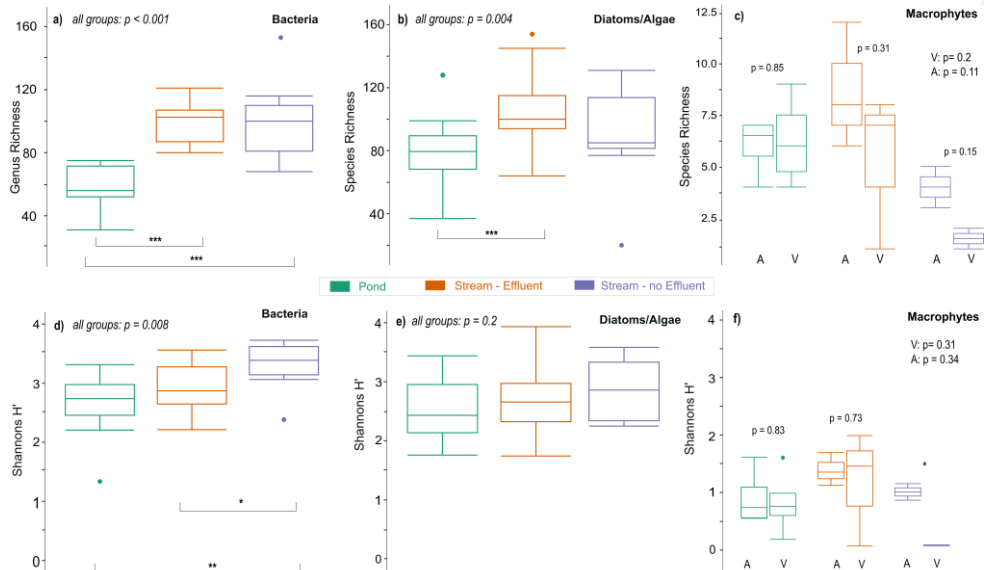 a) all groups: p < 0.001 Bacteria
Genus Richness
160
120
80
40
***
***
b) all groups: p = 0.004 Diatoms/Algae
Species Richness
160
120
80
40
***
c) Macrophytes
Species Richness
12.5
10.0
7.5
5.0
2.5
p = 0.85
p = 0.31
V: p= 0.2
A: p = 0.11
p = 0.15
A V A V A V
Pond Stream - Effluent Stream - no Effluent
d) all groups: p = 0.008 Bacteria
Shannons H'
4
3
2
1
0
*
**
e) all groups: p = 0.2 Diatoms/Algae
Shannons H'
4
3
2
1
0
f) Macrophytes
Shannons H'
4
3
2
1
0
V: p= 0.31
A: p = 0.34
p = 0.83
p = 0.73
*
A V A V A V